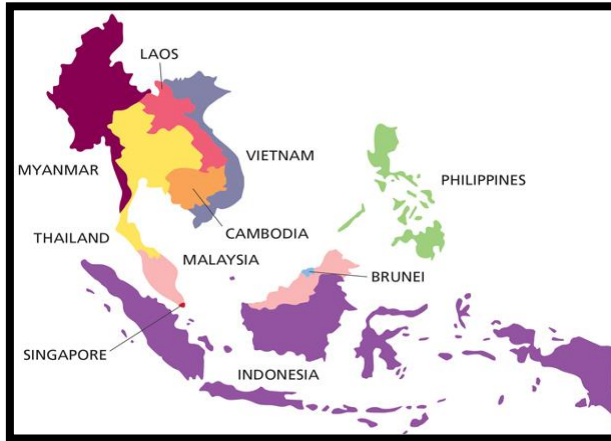 LAOS
MYANMAR
VIETNAM
PHILIPPINES
THAILAND
CAMBODIA
MALAYSIA
BRUNEI
SINGAPORE
INDONESIA